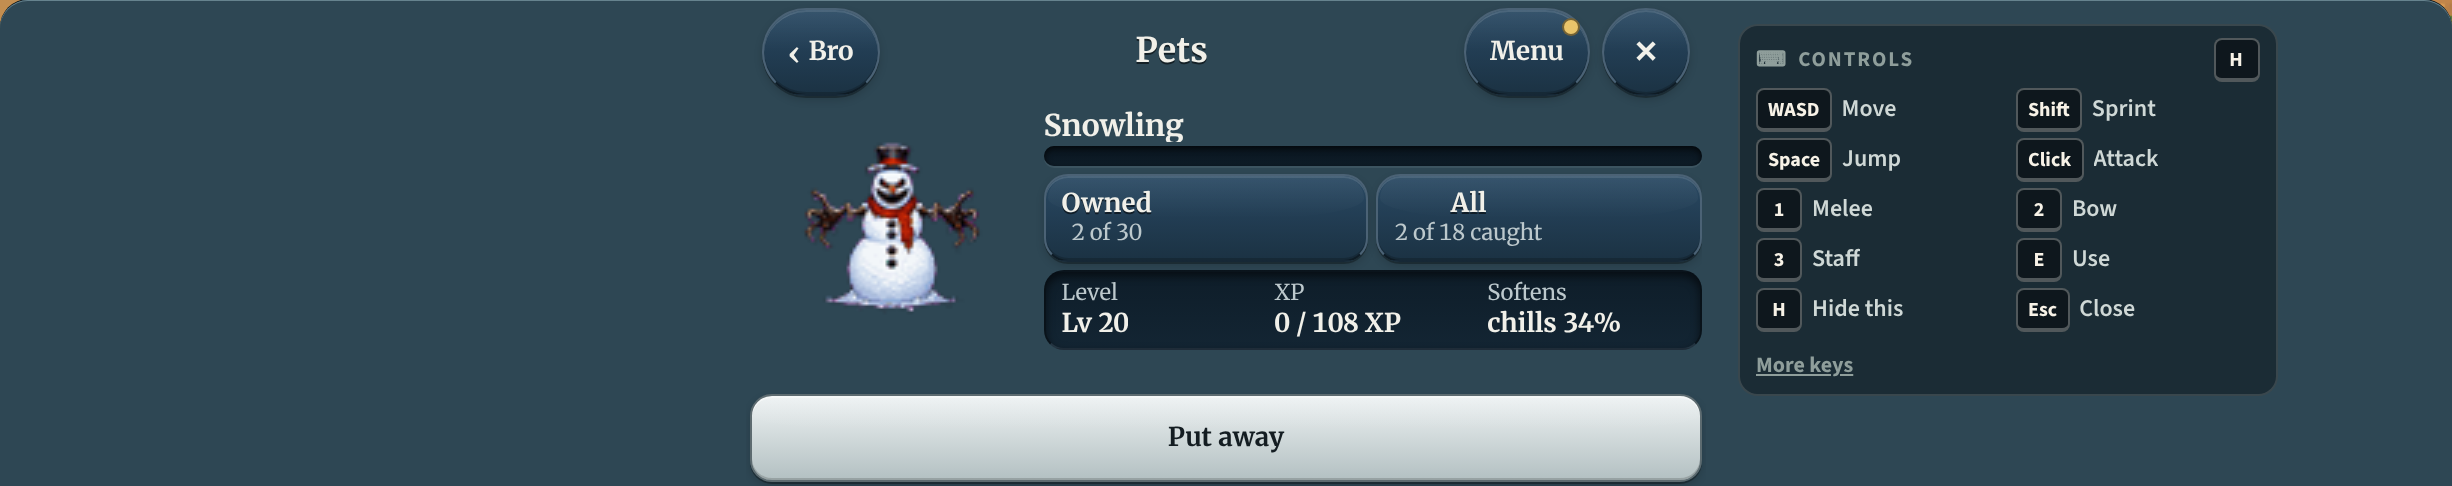 ‹ Bro
Pets
Menu
×
Snowling
Owned
2 of 30
All
2 of 18 caught
Level
Lv 20
XP
0 / 108 XP
Softens
chills 34%
Put away
CONTROLS
H
WASD Move
Shift Sprint
Space Jump
Click Attack
1 Melee
2 Bow
3 Staff
E Use
H Hide this
Esc Close
More keys